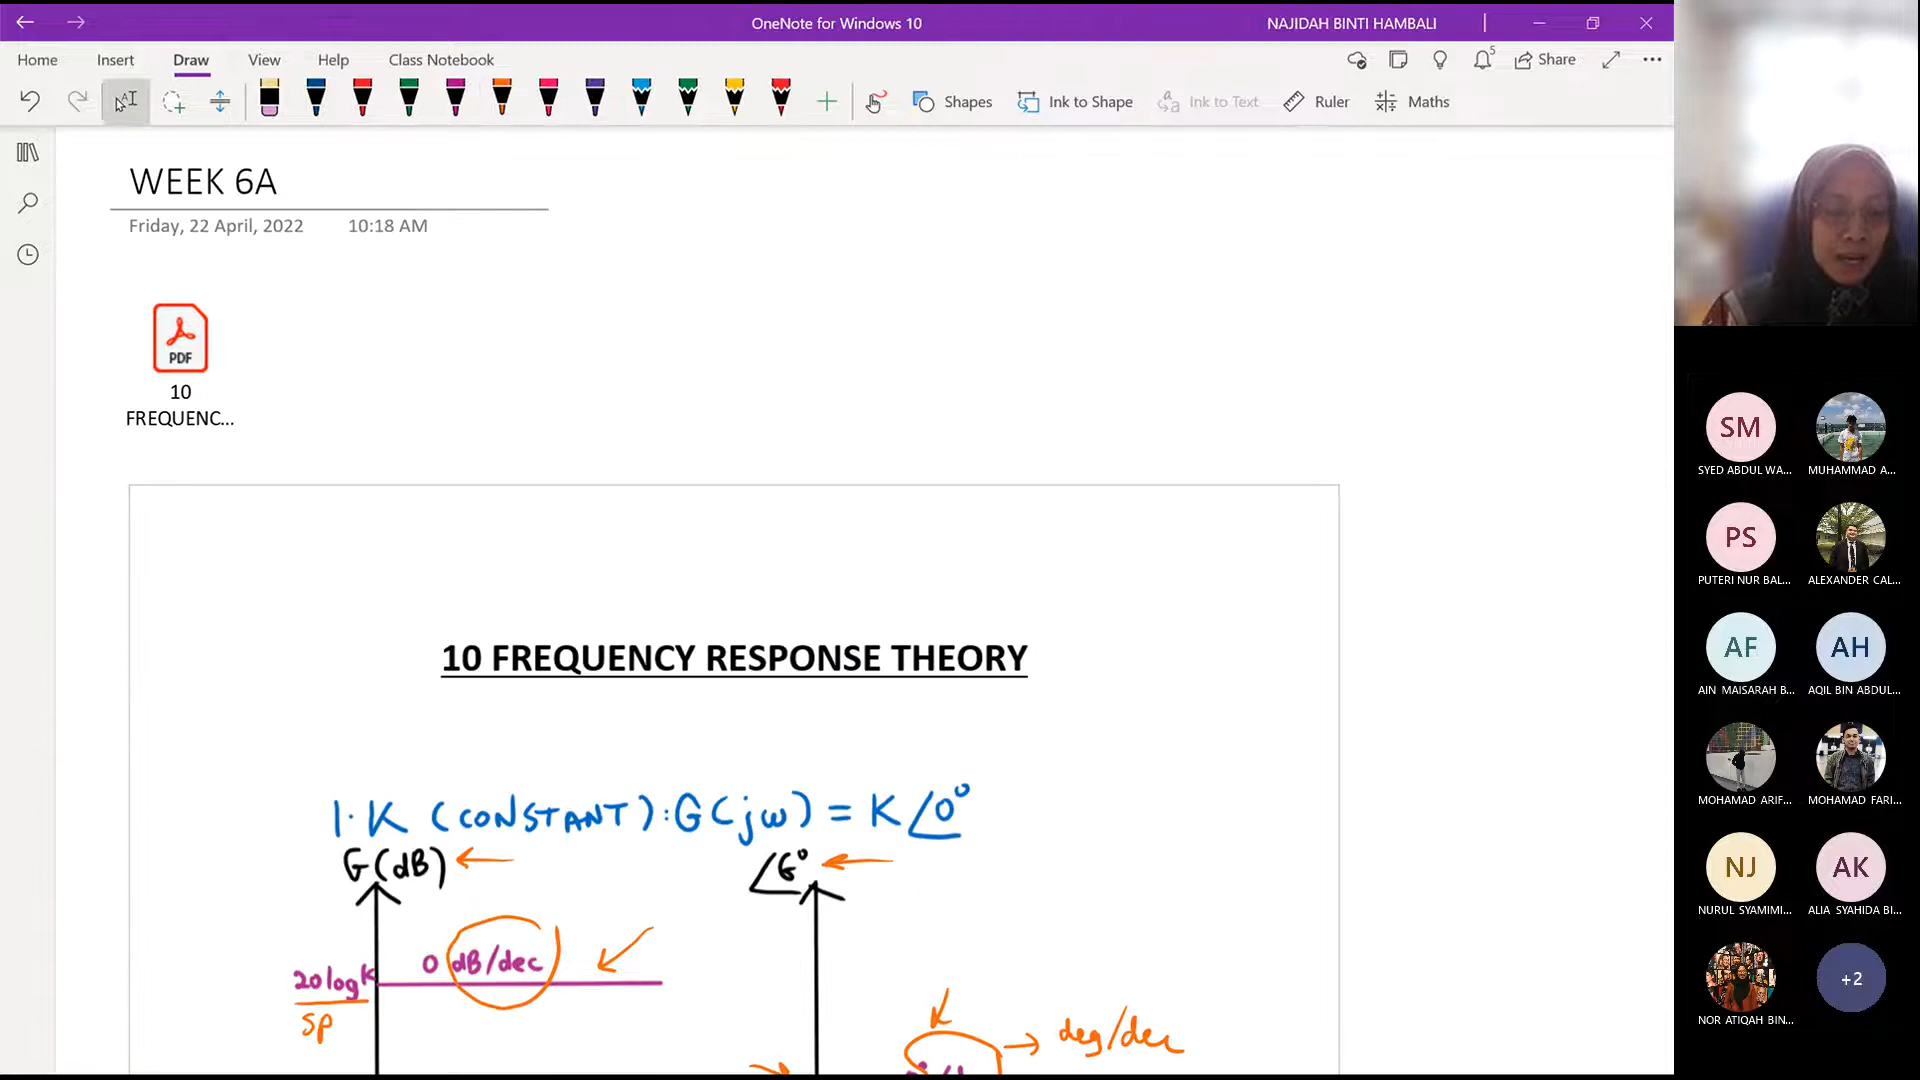 OneNote for Windows 10
NAJIDAH BINTI HAMBALI
Home Insert Draw View Help Class Notebook
5
Share
Shapes Ink to Shape Ink to Text Ruler Maths
WEEK 6A
Friday, 22 April, 2022 10:18 AM
PDF
10
FREQUENC...
10 FREQUENCY RESPONSE THEORY
1. K (CONSTANT): G(jω) = K∠0°
G(dB) ←
∠G° ←
0 dB/dec
20logK
SP
→ deg/dec
SM
SYED ABDUL WA...
MUHAMMAD A...
PS
PUTERI NUR BAL...
ALEXANDER CAL...
AF
AIN MAISARAH B...
AH
AQIL BIN ABDUL...
MOHAMAD ARIF...
MOHAMAD FARI...
NJ
NURUL SYAMIMI...
AK
ALIA SYAHIDA BI...
NOR ATIQAH BIN...
+2